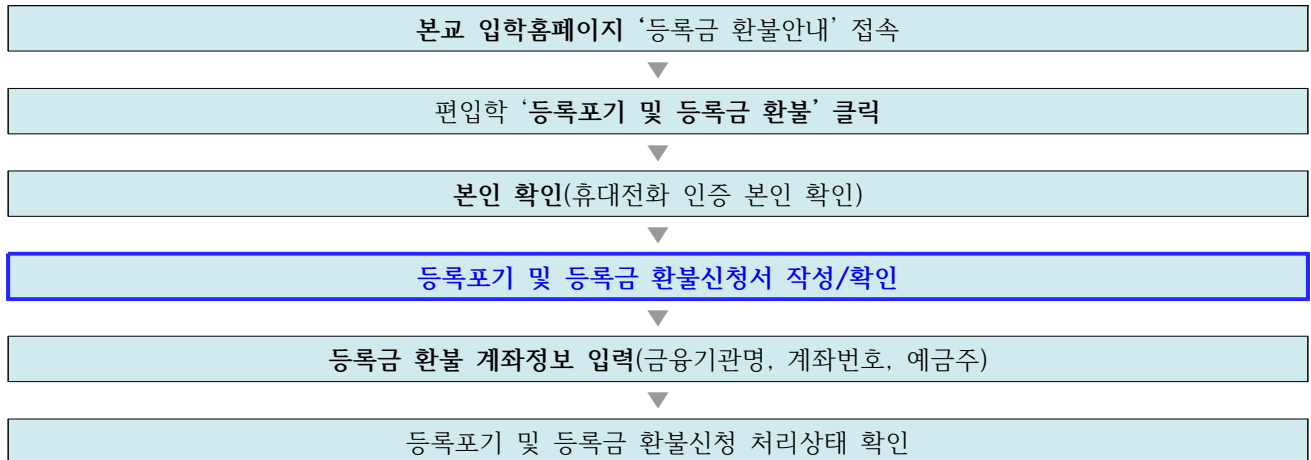 본교 입학홈페이지 ‘등록금 환불안내’ 접속
▼
편입학 ‘등록포기 및 등록금 환불’ 클릭
▼
본인 확인(휴대전화 인증 본인 확인)
▼
등록포기 및 등록금 환불신청서 작성/확인
▼
등록금 환불 계좌정보 입력(금융기관명, 계좌번호, 예금주)
▼
등록포기 및 등록금 환불신청 처리상태 확인